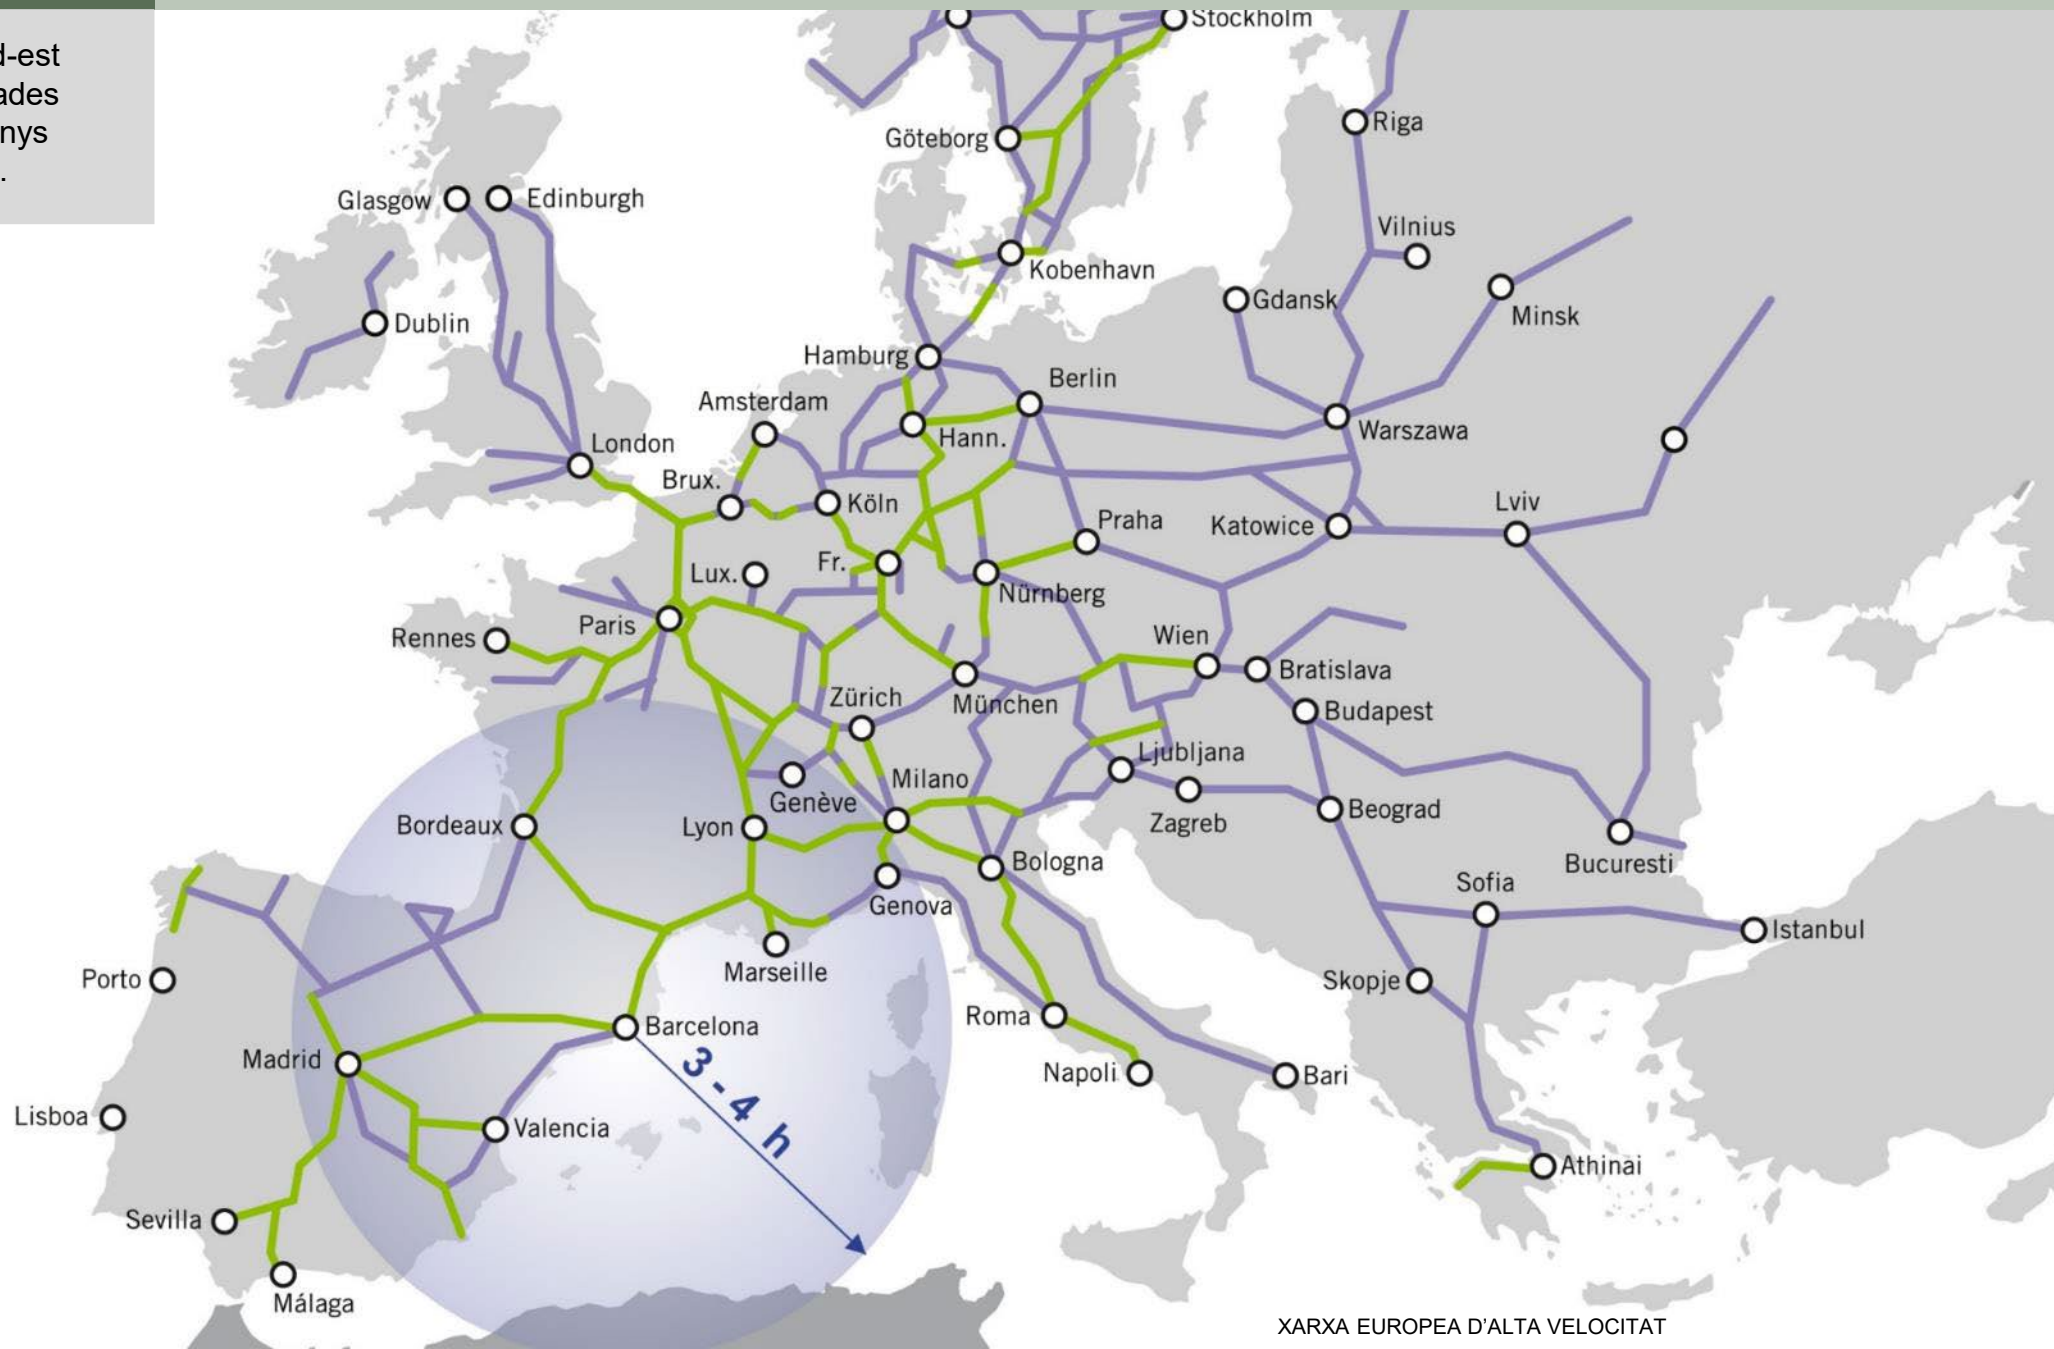 d-est
ades
nys
.
Stockholm
Göteborg
Riga
Glasgow
Edinburgh
Vilnius
Kobenhavn
Gdansk
Minsk
Dublin
Hamburg
Berlin
Amsterdam
Hann.
Warszawa
London
Brux.
Köln
Lviv
Praha
Katowice
Fr.
Lux.
Nürnberg
Paris
Rennes
Wien
Bratislava
Zürich
München
Budapest
Ljubljana
Milano
Genève
Zagreb
Beograd
Bordeaux
Lyon
Bologna
Bucuresti
Sofia
Genova
Istanbul
Marseille
Porto
Skopje
Roma
Barcelona
Madrid
3 - 4 h
Napoli
Bari
Lisboa
Valencia
Athinai
Sevilla
Málaga
XARXA EUROPEA D'ALTA VELOCITAT